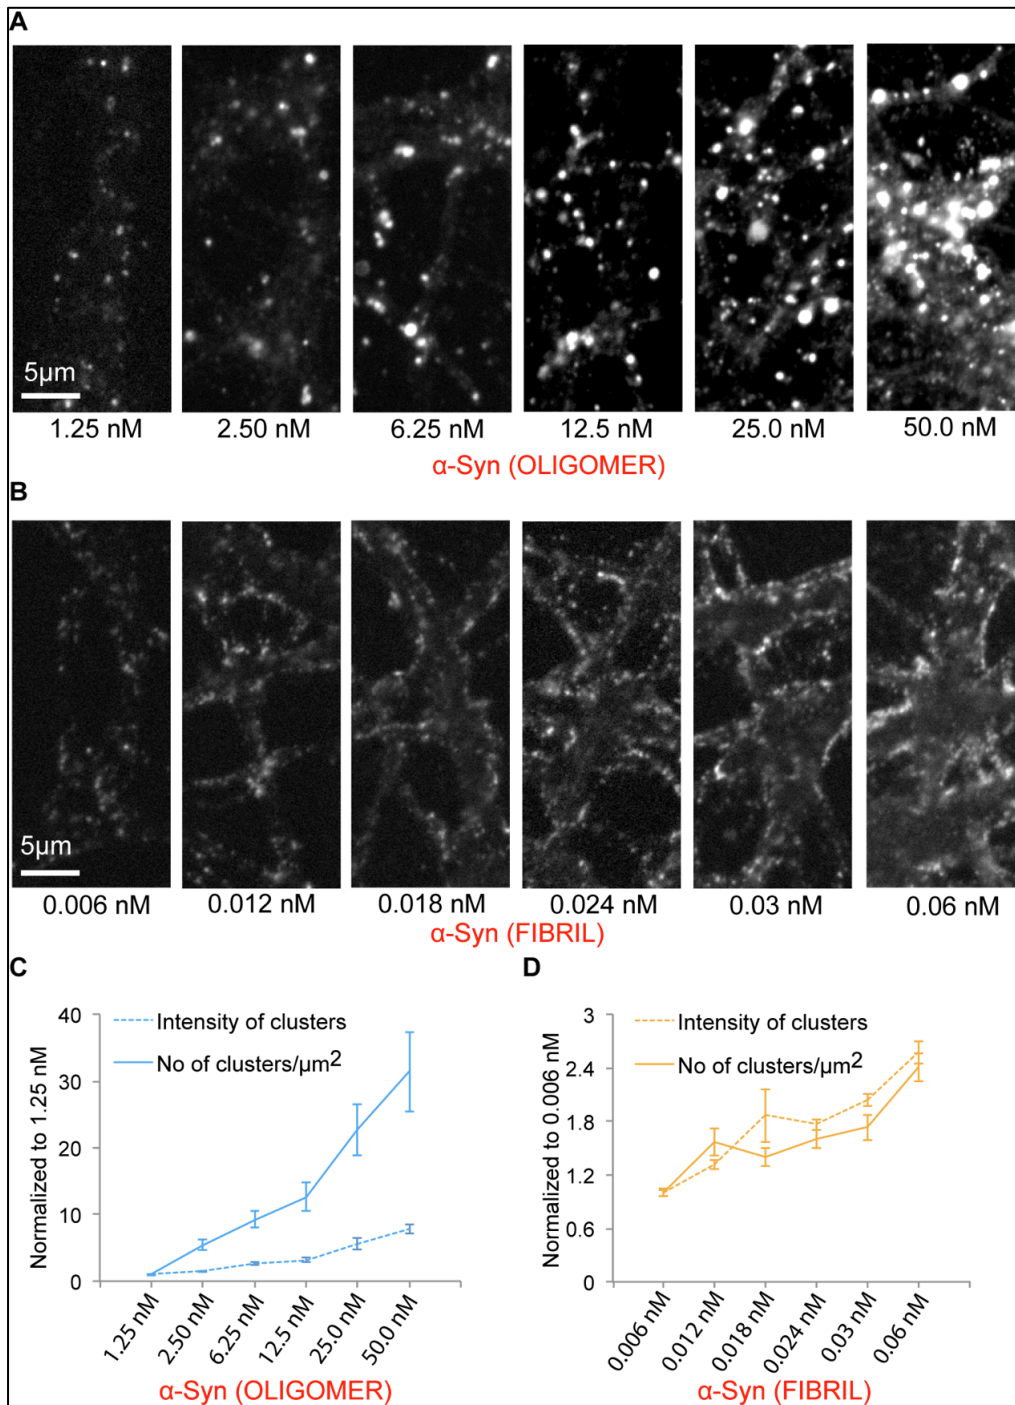 A
5µm
1.25 nM 2.50 nM 6.25 nM 12.5 nM 25.0 nM 50.0 nM
α-Syn (OLIGOMER)
B
5µm
0.006 nM 0.012 nM 0.018 nM 0.024 nM 0.03 nM 0.06 nM
α-Syn (FIBRIL)
C
Normalized to 1.25 nM
40
30
20
10
0
Intensity of clusters
No of clusters/µm²
1.25 nM 2.50 nM 6.25 nM 12.5 nM 25.0 nM 50.0 nM
α-Syn (OLIGOMER)
D
Normalized to 0.006 nM
3
2.4
1.8
1.2
0.6
0
Intensity of clusters
No of clusters/µm²
0.006 nM 0.012 nM 0.018 nM 0.024 nM 0.03 nM 0.06 nM
α-Syn (FIBRIL)